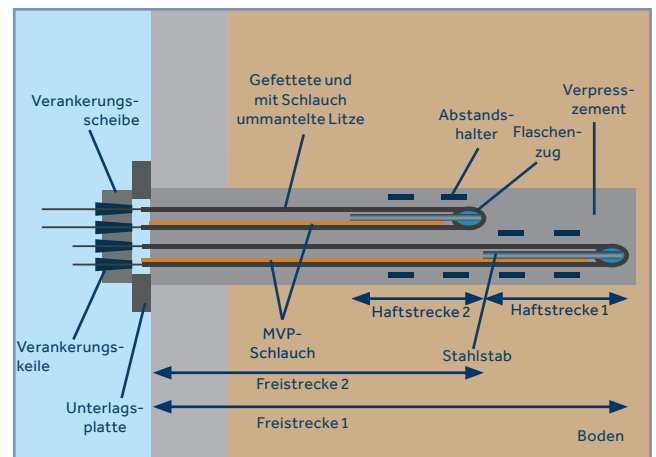 Gefettete und
mit Schlauch
ummantelte Litze
Verankerungs-
scheibe
Abstands-
halter
Flaschen-
zug
Verpress-
zement
Haftstrecke 2
Haftstrecke 1
MVP-
Schlauch
Stahlstab
Verankerungs-
keile
Unterlags-
platte
Freistrecke 2
Freistrecke 1
Boden